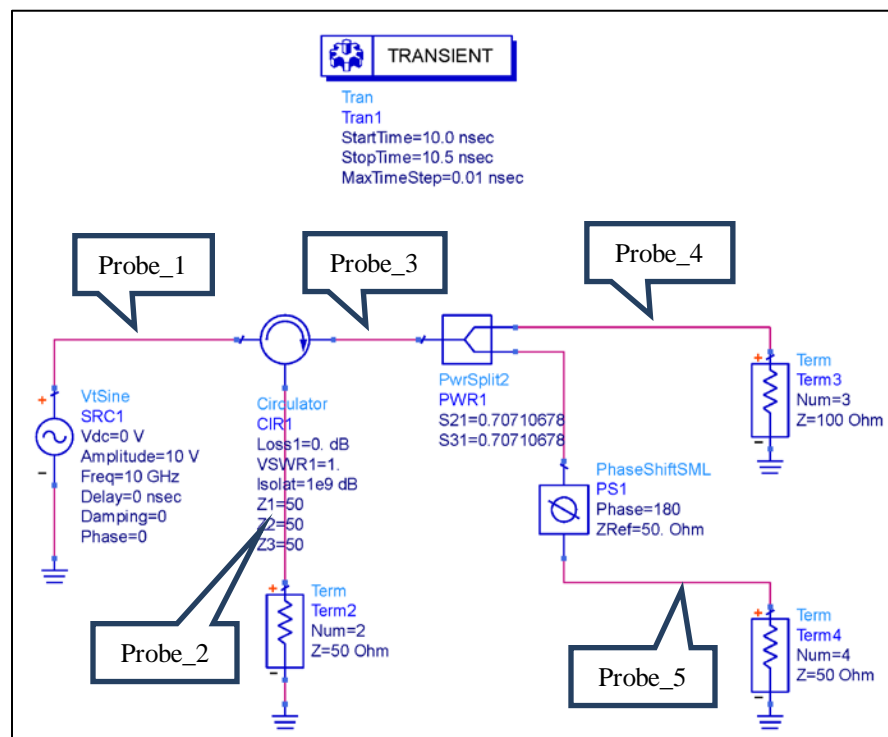 TRANSIENT
Tran
Tran1
StartTime=10.0 nsec
StopTime=10.5 nsec
MaxTimeStep=0.01 nsec
Probe_1
Probe_3
Probe_4
VtSine
SRC1
Vdc=0 V
Amplitude=10 V
Freq=10 GHz
Delay=0 nsec
Damping=0
Phase=0
Circulator
CIR1
Loss1=0. dB
VSWR1=1.
Isolat=1e9 dB
Z1=50
Z2=50
Z3=50
PwrSplit2
PWR1
S21=0.70710678
S31=0.70710678
Term
Term3
Num=3
Z=100 Ohm
PhaseShiftSML
PS1
Phase=180
ZRef=50. Ohm
Probe_2
Term
Term2
Num=2
Z=50 Ohm
Probe_5
Term
Term4
Num=4
Z=50 Ohm